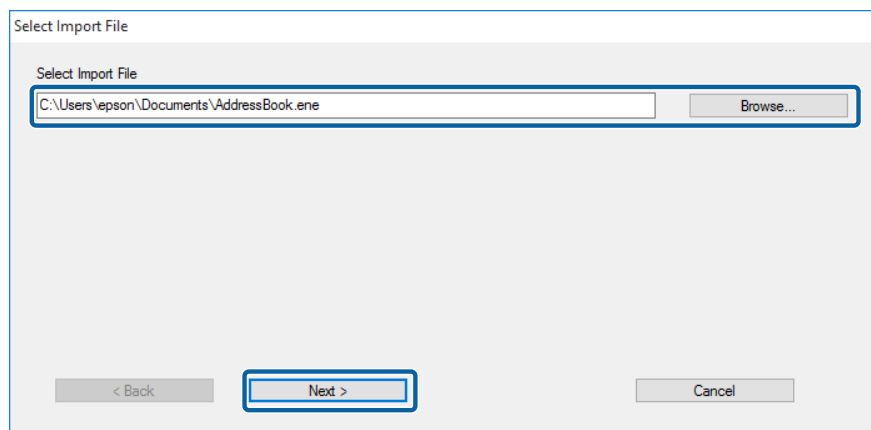 Select Import File
Select Import File
C:\Users\epson\Documents\AddressBook.ene
Browse...
< Back
Next >
Cancel